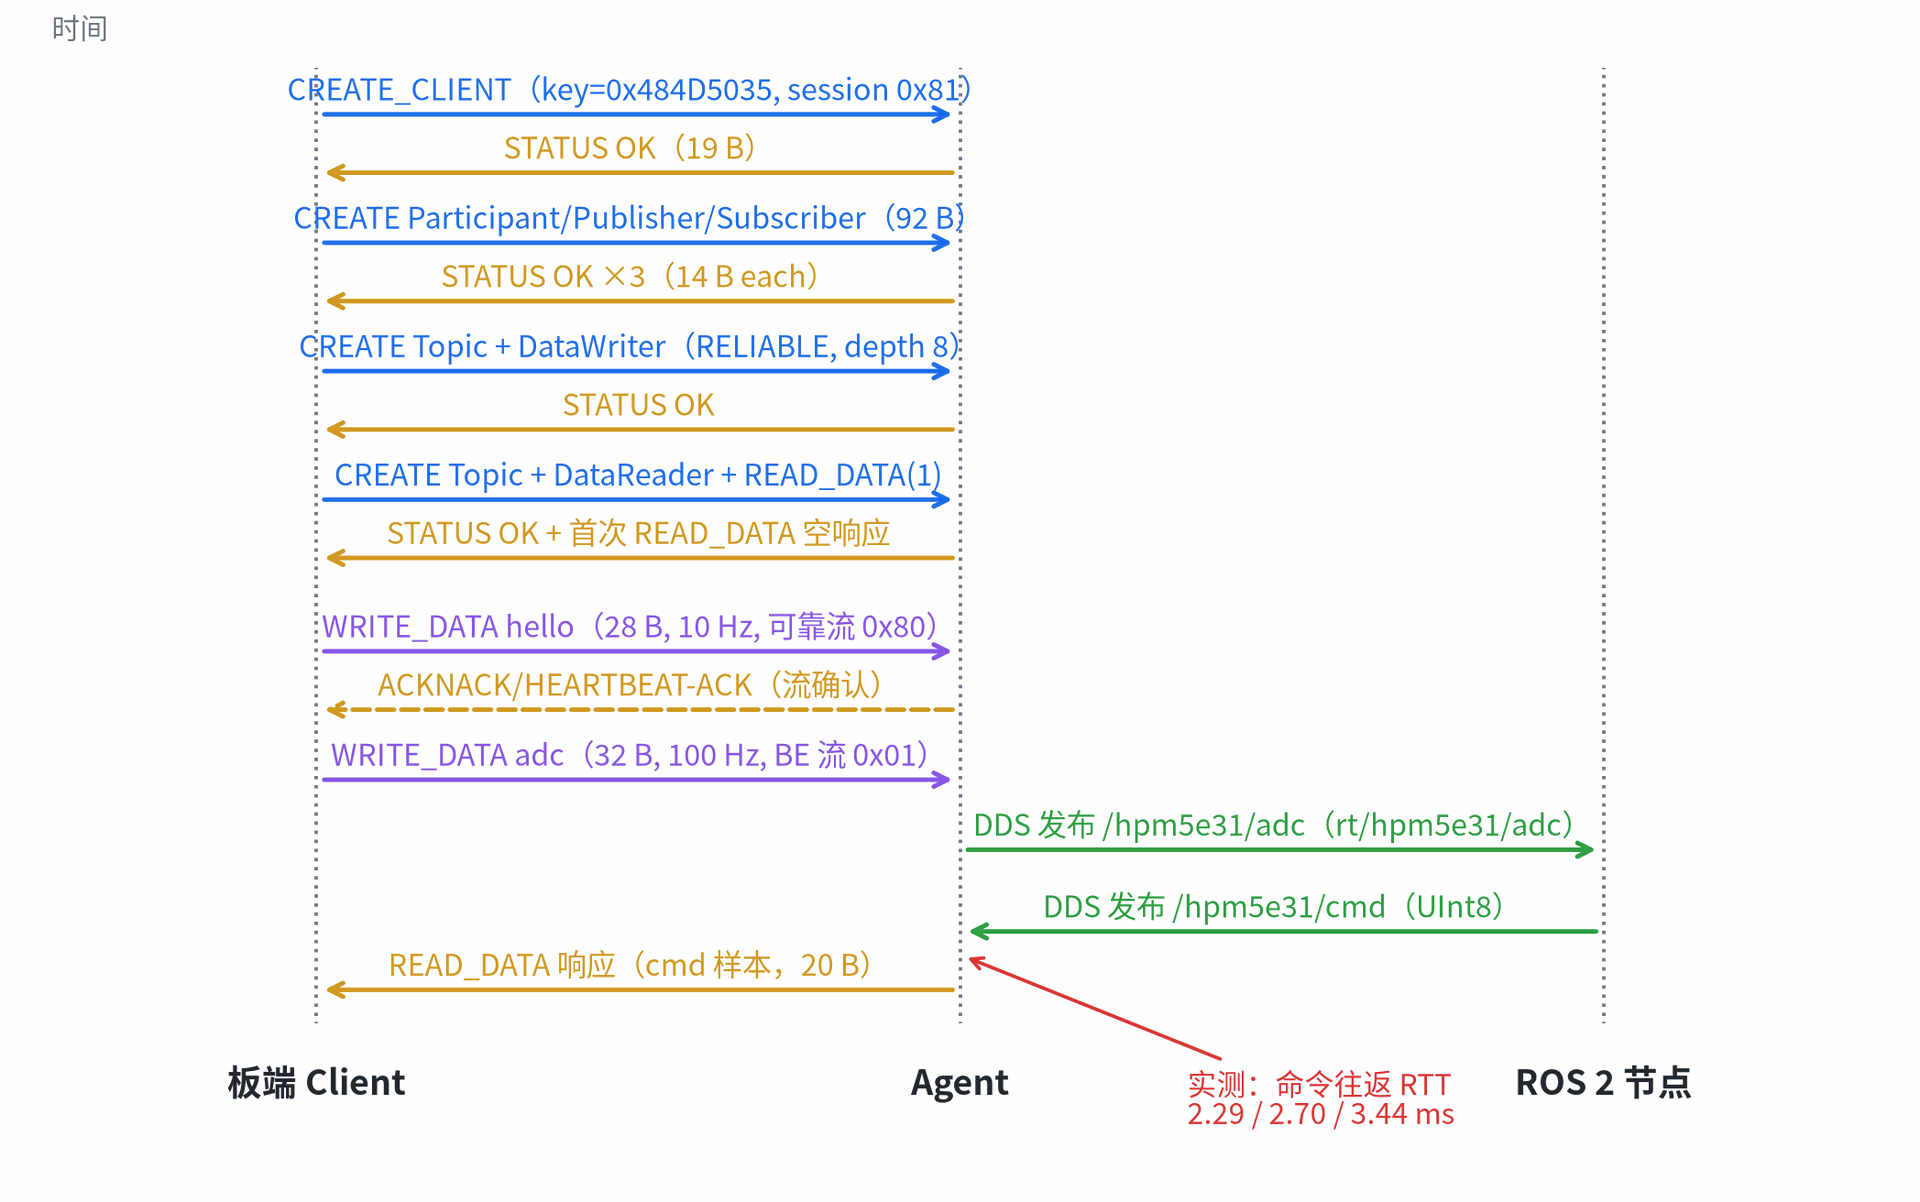 时间
CREATE_CLIENT（key=0x484D5035, session 0x81）
STATUS OK（19 B）
CREATE Participant/Publisher/Subscriber（92 B）
STATUS OK ×3（14 B each）
CREATE Topic + DataWriter（RELIABLE, depth 8）
STATUS OK
CREATE Topic + DataReader + READ_DATA(1)
STATUS OK + 首次 READ_DATA 空响应
WRITE_DATA hello（28 B, 10 Hz, 可靠流 0x80）
ACKNACK/HEARTBEAT-ACK（流确认）
WRITE_DATA adc（32 B, 100 Hz, BE 流 0x01）
DDS 发布 /hpm5e31/adc（rt/hpm5e31/adc）
DDS 发布 /hpm5e31/cmd（UInt8）
READ_DATA 响应（cmd 样本，20 B）
板端 Client
Agent
实测：命令往返 RTT
2.29 / 2.70 / 3.44 ms
ROS 2 节点